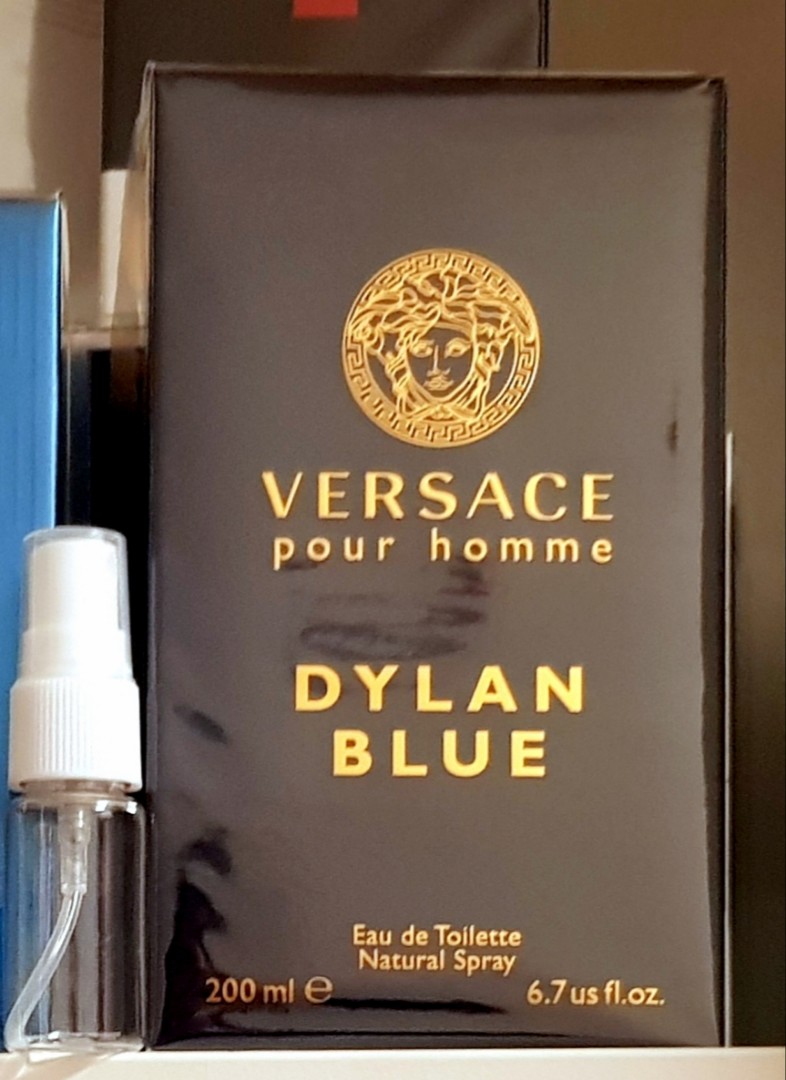 VERSACE
pour homme
DYLAN
BLUE
Eau de Toilette
Natural Spray
200 ml ℮ 6.7 us fl.oz.